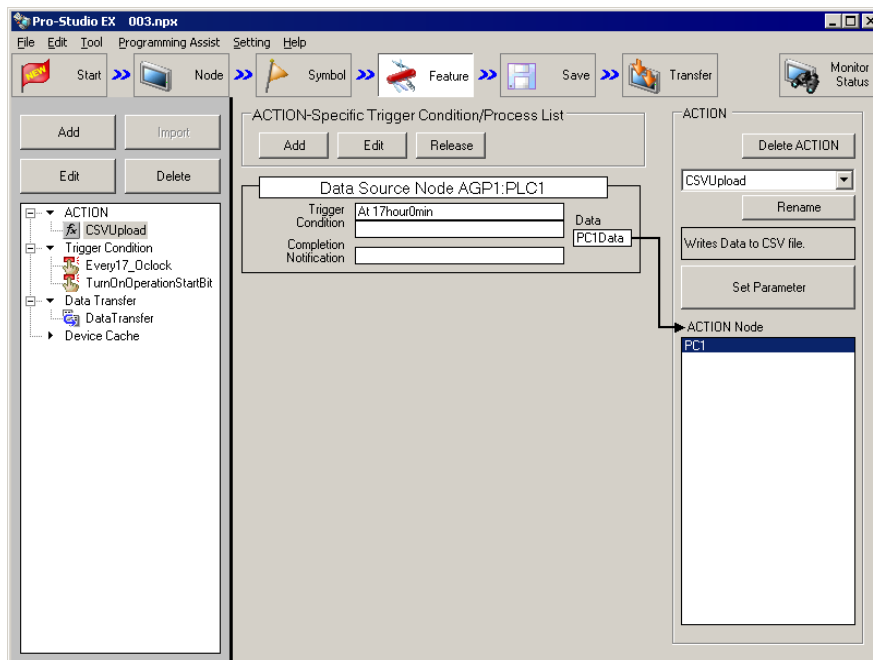 Pro-Studio EX 003.npx
File Edit Tool Programming Assist Setting Help
NEW Start Node Symbol Feature Save Transfer Monitor Status
Add Import
Edit Delete
ACTION
CSVUpload
Trigger Condition
Every17_Oclock
TurnOnOperationStartBit
Data Transfer
DataTransfer
Device Cache
ACTION-Specific Trigger Condition/Process List
Add Edit Release
Data Source Node AGP1:PLC1
Trigger Condition
At 17hour0min
Data
PC1Data
Completion Notification
ACTION
Delete ACTION
CSVUpload
Rename
Writes Data to CSV file.
Set Parameter
ACTION Node
PC1